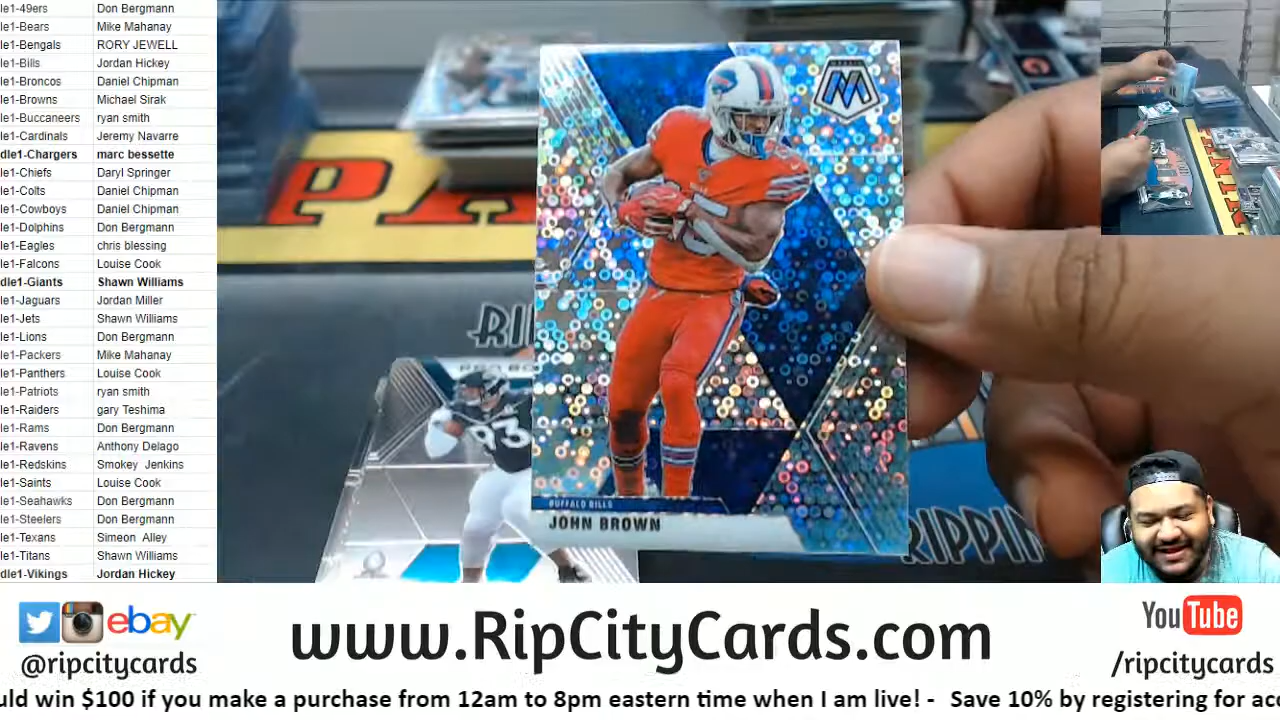 le1-49ers Don Bergmann
le1-Bears Mike Mahanay
le1-Bengals RORY JEWELL
le1-Bills Jordan Hickey
le1-Broncos Daniel Chipman
le1-Browns Michael Sirak
le1-Buccaneers ryan smith
le1-Cardinals Jeremy Navarre
dle1-Chargers marc bessette
le1-Chiefs Daryl Springer
le1-Colts Daniel Chipman
le1-Cowboys Daniel Chipman
le1-Dolphins Don Bergmann
le1-Eagles chris blessing
le1-Falcons Louise Cook
dle1-Giants Shawn Williams
le1-Jaguars Jordan Miller
le1-Jets Shawn Williams
le1-Lions Don Bergmann
le1-Packers Mike Mahanay
le1-Panthers Louise Cook
le1-Patriots ryan smith
le1-Raiders gary Teshima
le1-Rams Don Bergmann
le1-Ravens Anthony Delago
le1-Redskins Smokey Jenkins
le1-Saints Louise Cook
le1-Seahawks Don Bergmann
le1-Steelers Don Bergmann
le1-Texans Simeon Alley
le1-Titans Shawn Williams
dle1-Vikings Jordan Hickey
PA
RIP
93
M
BUFFALO BILLS
JOHN BROWN
RIPPIN
ebay
@ripcitycards
www.RipCityCards.com
YouTube
/ripcitycards
uld win $100 if you make a purchase from 12am to 8pm eastern time when I am live! - Save 10% by registering for acc